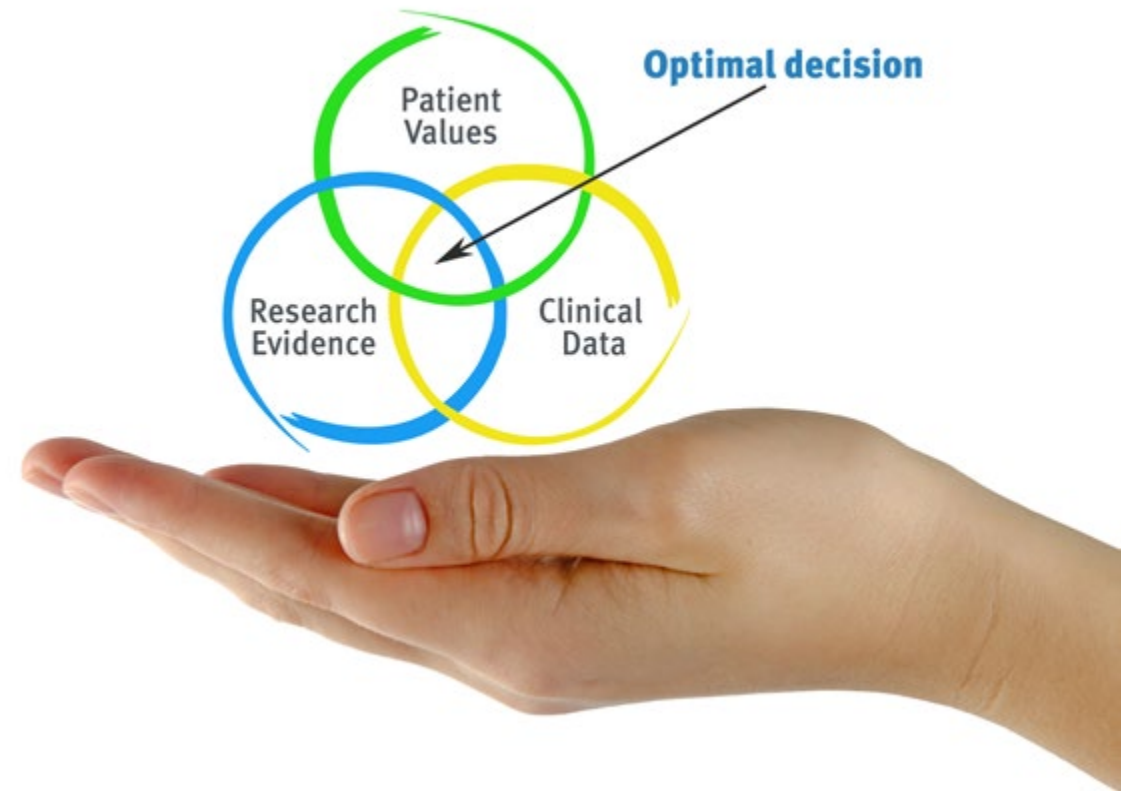 Optimal decision
Patient
Values
Research
Evidence
Clinical
Data